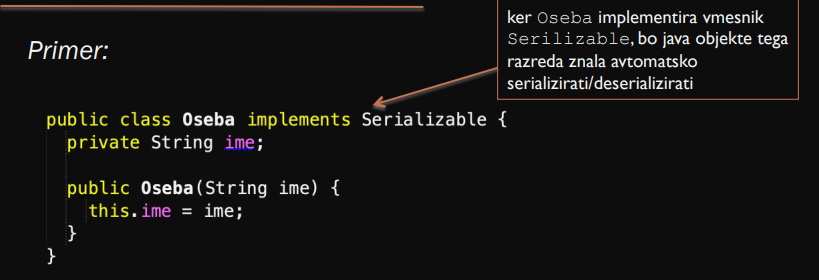 ker Oseba implementira vmesnik
Serilizable, bo java objekte tega
razreda znala avtomatsko
serializirati/deserializirati
Primer:
public class Oseba implements Serializable {
private String ime;
public Oseba(String ime) {
this.ime = ime;
}
}